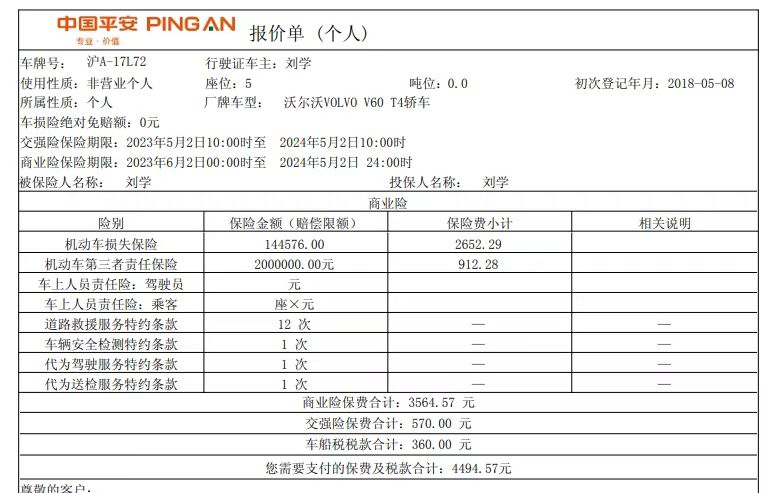 中国平安 PING AN
专业·价值
报价单（个人）
车牌号： 沪A-17L72 行驶证车主：刘学
使用性质：非营业个人 座位：5 吨位：0.0 初次登记年月：2018-05-08
所属性质：个人 厂牌车型： 沃尔沃VOLVO V60 T4轿车
车损险绝对免赔额：0元
交强险保险期限：2023年5月2日10:00时至 2024年5月2日10:00时
商业险保险期限：2023年6月2日00:00时至 2024年5月2日 24:00时
被保险人名称： 刘学 投保人名称： 刘学
商业险
险别 保险金额（赔偿限额） 保险费小计 相关说明
机动车损失保险 144576.00 2652.29
机动车第三者责任保险 2000000.00元 912.28
车上人员责任险：驾驶员 元
车上人员责任险：乘客 座×元
道路救援服务特约条款 12 次 — —
车辆安全检测特约条款 1 次 — —
代为驾驶服务特约条款 1 次 — —
代为送检服务特约条款 1 次 — —
商业险保费合计：3564.57 元
交强险保费合计：570.00 元
车船税税款合计：360.00 元
您需要支付的保费及税款合计：4494.57元
尊敬的客户：